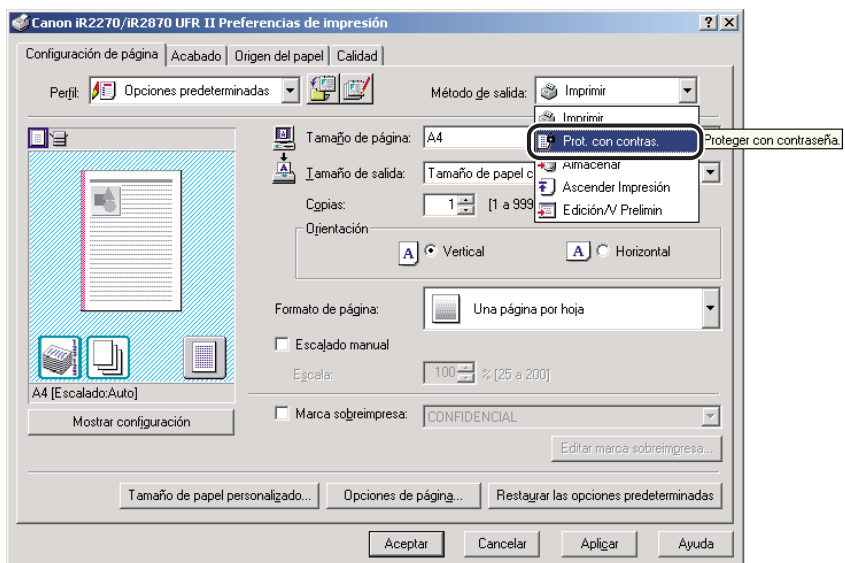 Canon iR2270/iR2870 UFR II Preferencias de impresión
Configuración de página Acabado Origen del papel Calidad
Perfil: Opciones predeterminadas Método de salida: Imprimir
Imprimir
Tamaño de página: A4 Prot. con contras. Proteger con contraseña.
Almacenar
Tamaño de salida: Tamaño de papel c Ascender Impresión
Copias: 1 [1 a 999 Edición/V Prelimin
Orientación
A Vertical A Horizontal
Formato de página: Una página por hoja
Escalado manual
Escala: 100 % [25 a 200]
A4 [Escalado:Auto]
Mostrar configuración Marca sobreimpresa: CONFIDENCIAL
Editar marca sobreimpresa...
Tamaño de papel personalizado... Opciones de página... Restaurar las opciones predeterminadas
Aceptar Cancelar Aplicar Ayuda